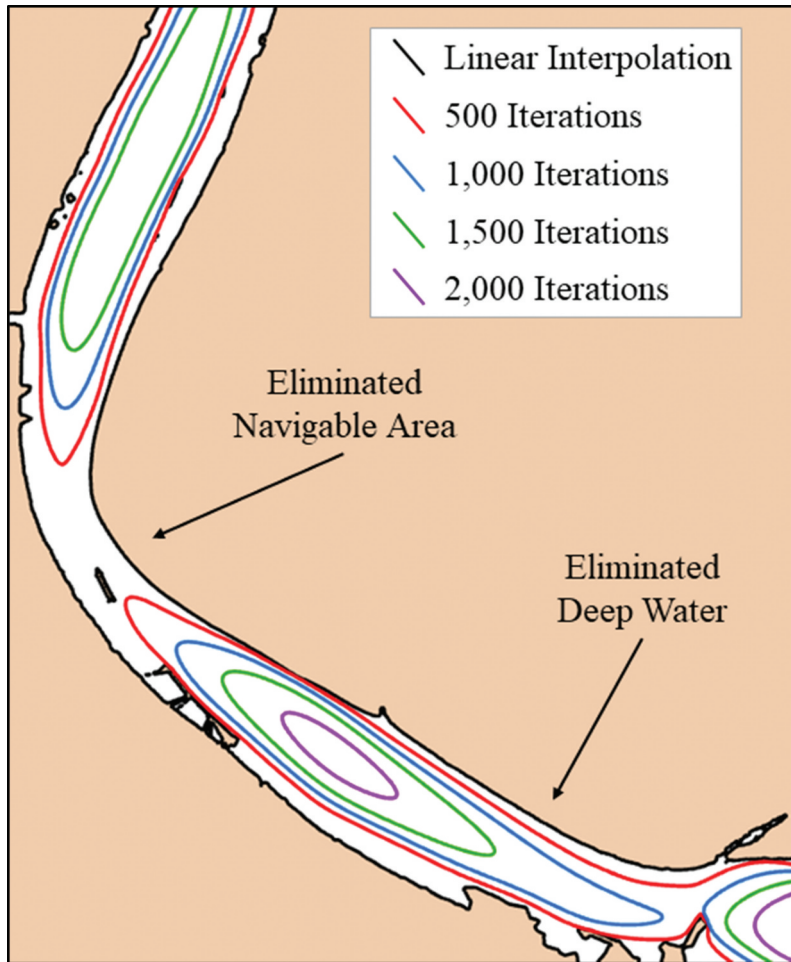 Linear Interpolation
500 Iterations
1,000 Iterations
1,500 Iterations
2,000 Iterations
Eliminated
Navigable Area
Eliminated
Deep Water